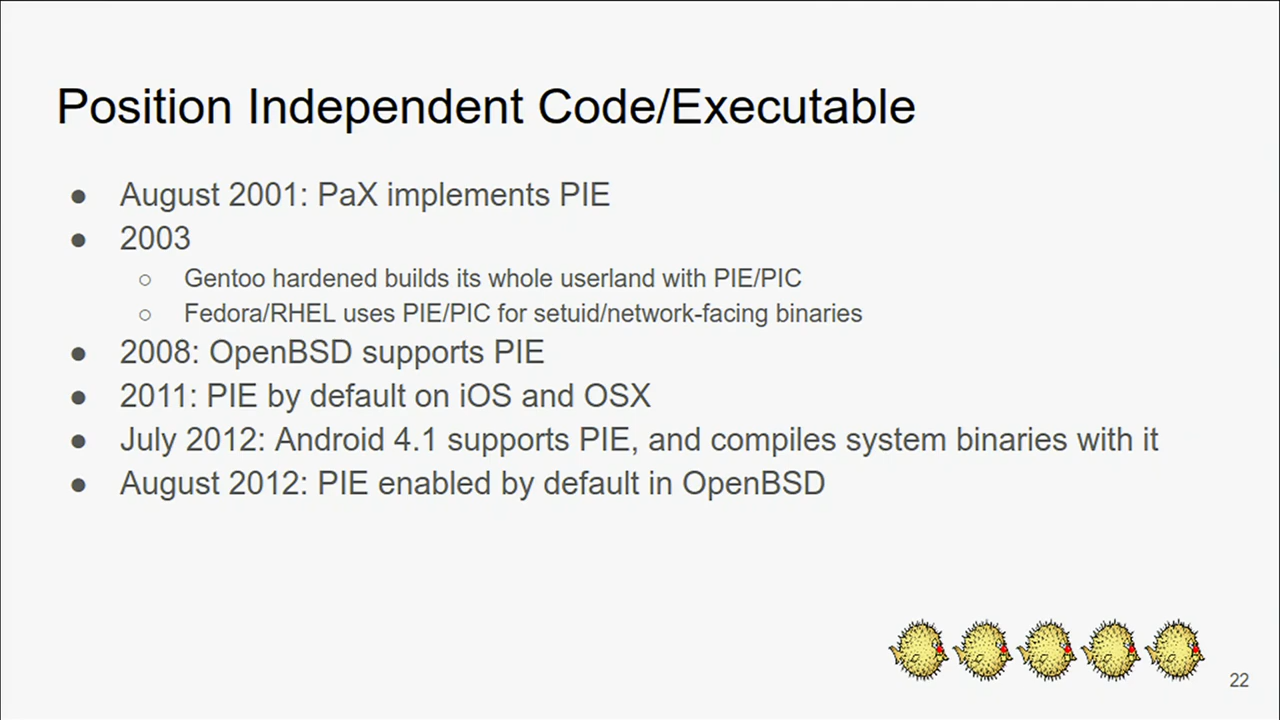 Position Independent Code/Executable
● August 2001: PaX implements PIE
● 2003
○ Gentoo hardened builds its whole userland with PIE/PIC
○ Fedora/RHEL uses PIE/PIC for setuid/network-facing binaries
● 2008: OpenBSD supports PIE
● 2011: PIE by default on iOS and OSX
● July 2012: Android 4.1 supports PIE, and compiles system binaries with it
● August 2012: PIE enabled by default in OpenBSD
22